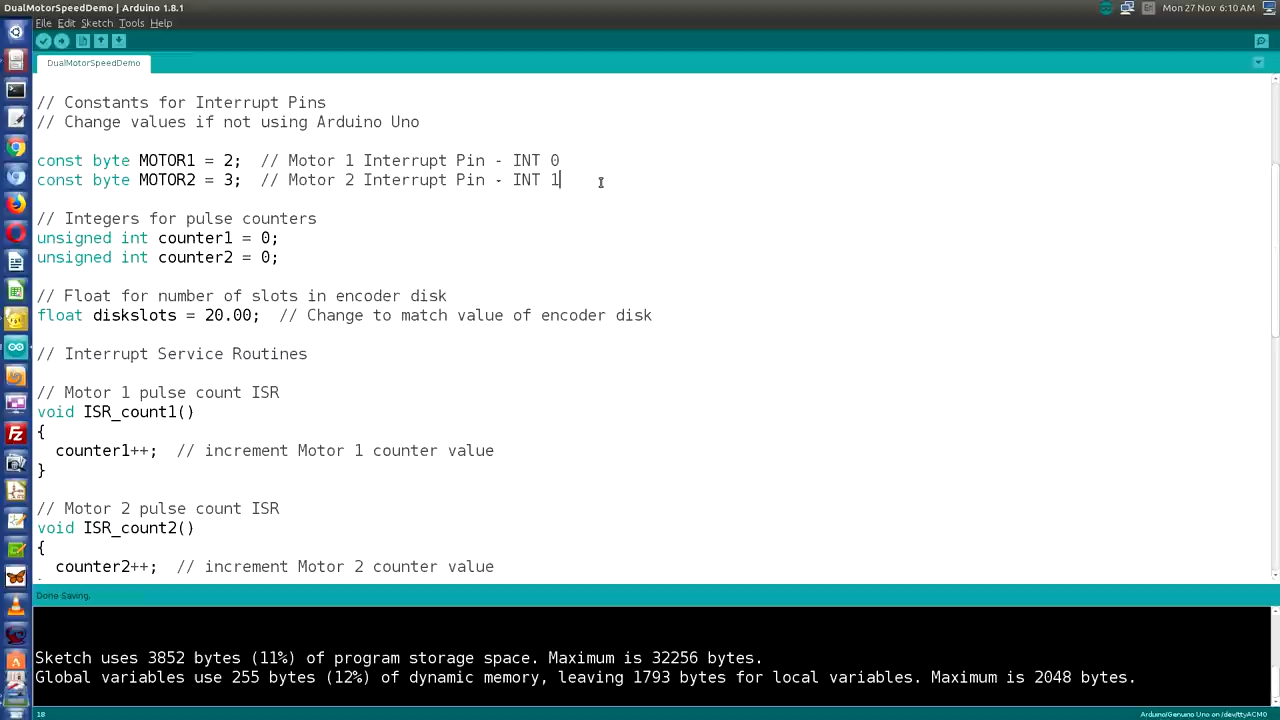 DualMotorSpeedDemo | Arduino 1.8.1
Mon 27 Nov 6:10 AM
File Edit Sketch Tools Help
DualMotorSpeedDemo
// Constants for Interrupt Pins
// Change values if not using Arduino Uno
const byte MOTOR1 = 2;  // Motor 1 Interrupt Pin - INT 0
const byte MOTOR2 = 3;  // Motor 2 Interrupt Pin - INT 1
// Integers for pulse counters
unsigned int counter1 = 0;
unsigned int counter2 = 0;
// Float for number of slots in encoder disk
float diskslots = 20.00;  // Change to match value of encoder disk
// Interrupt Service Routines
// Motor 1 pulse count ISR
void ISR_count1()
{
  counter1++;  // increment Motor 1 counter value
}
// Motor 2 pulse count ISR
void ISR_count2()
{
  counter2++;  // increment Motor 2 counter value
Done Saving.
Sketch uses 3852 bytes (11%) of program storage space. Maximum is 32256 bytes.
Global variables use 255 bytes (12%) of dynamic memory, leaving 1793 bytes for local variables. Maximum is 2048 bytes.
18
Arduino/Genuino Uno on /dev/ttyACM0